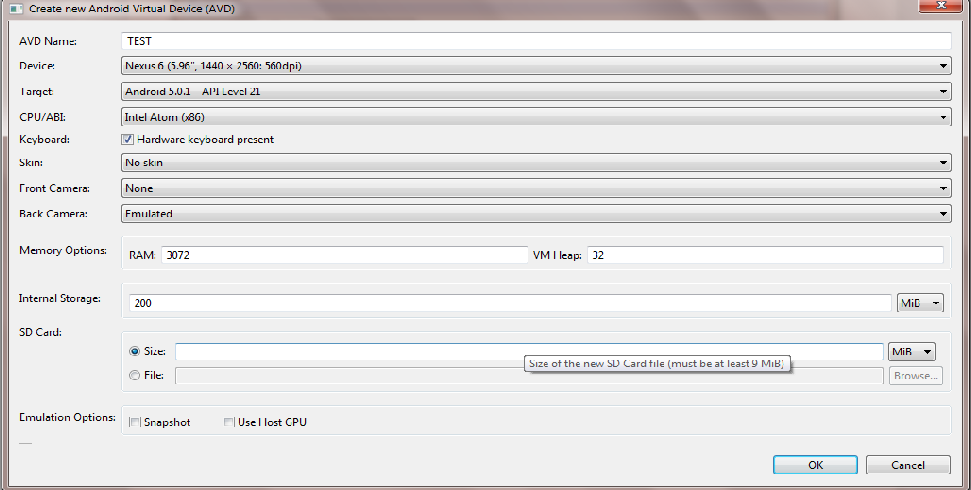 Create new Android Virtual Device (AVD)
AVD Name: TEST
Device: Nexus 6 (5.96", 1440 × 2560: 560dpi)
Target: Android 5.0.1 - API Level 21
CPU/ABI: Intel Atom (x86)
Keyboard: Hardware keyboard present
Skin: No skin
Front Camera: None
Back Camera: Emulated
Memory Options: RAM: 3072 VM Heap: 32
Internal Storage: 200 MiB
SD Card:
Size: MiB
Size of the new SD Card file (must be at least 9 MiB)
File: Browse...
Emulation Options: Snapshot Use Host GPU
OK Cancel